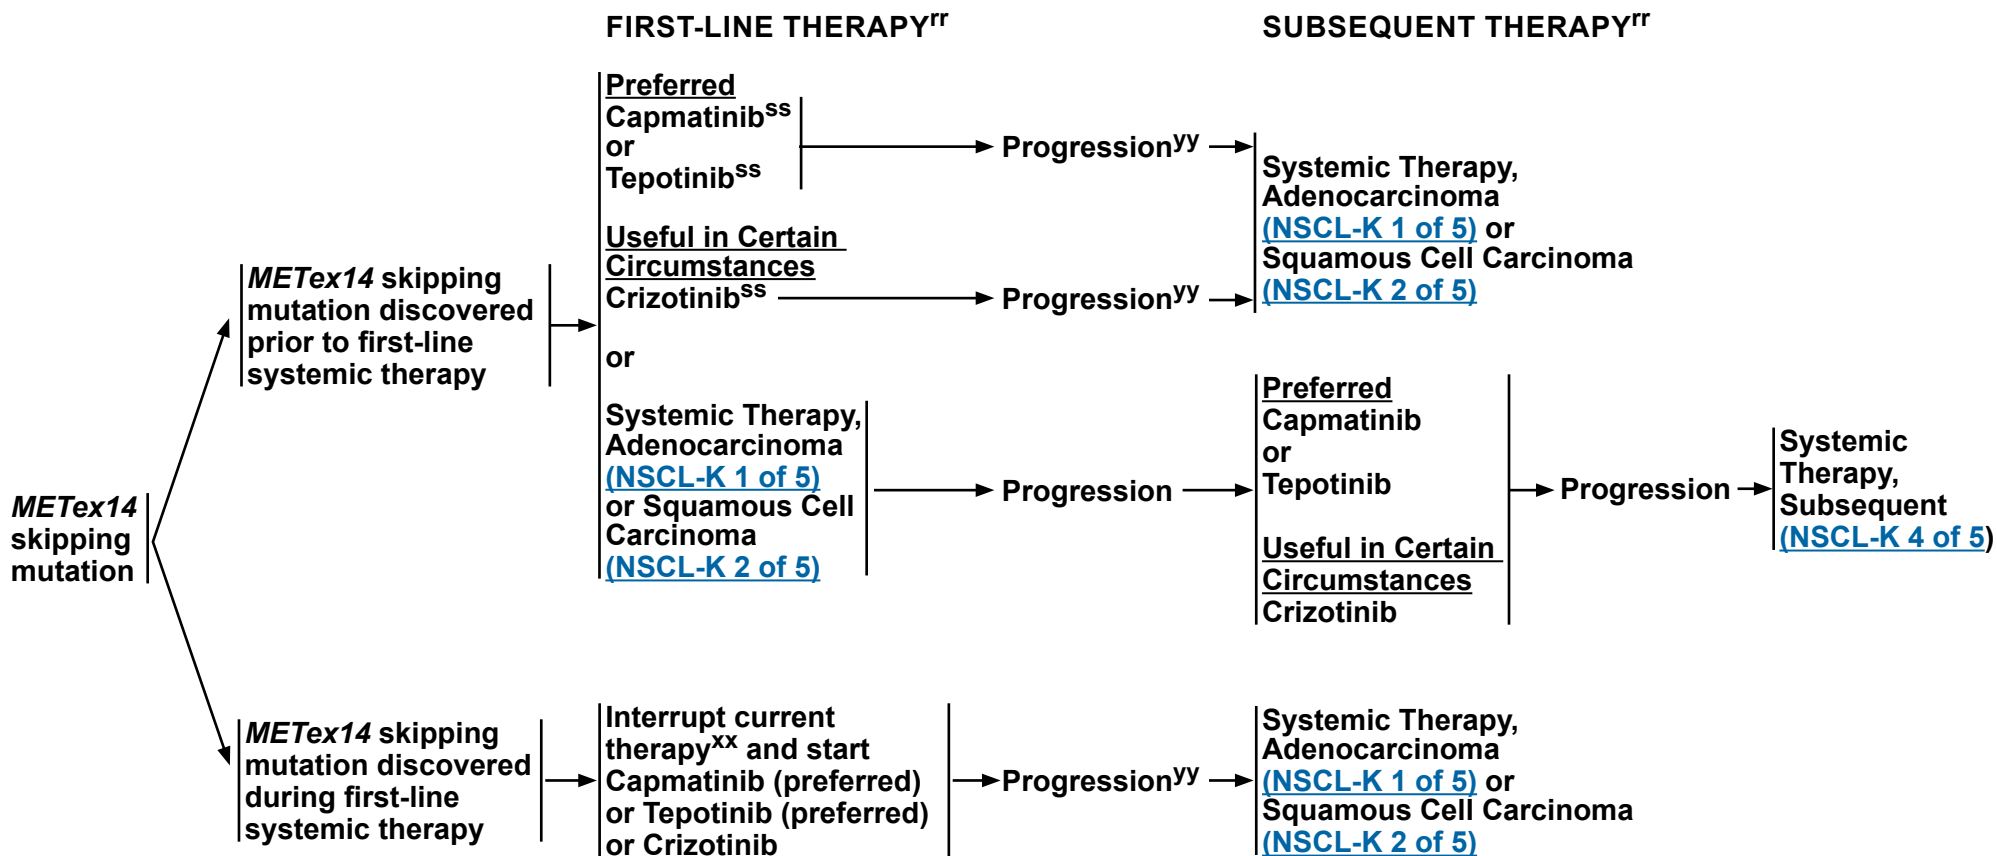 FIRST-LINE THERAPYrr
SUBSEQUENT THERAPYrr
METex14
skipping
mutation
METex14 skipping
mutation discovered
prior to first-line
systemic therapy
Preferred
Capmatinibss
or
Tepotinibss
Progressionyy
Useful in Certain
Circumstances
Crizotinibss
Progressionyy
Systemic Therapy,
Adenocarcinoma
(NSCL-K 1 of 5) or
Squamous Cell Carcinoma
(NSCL-K 2 of 5)
or
Systemic Therapy,
Adenocarcinoma
(NSCL-K 1 of 5)
or Squamous Cell
Carcinoma
(NSCL-K 2 of 5)
Progression
Preferred
Capmatinib
or
Tepotinib
Useful in Certain
Circumstances
Crizotinib
Progression
Systemic
Therapy,
Subsequent
(NSCL-K 4 of 5)
METex14 skipping
mutation discovered
during first-line
systemic therapy
Interrupt current
therapyxx and start
Capmatinib (preferred)
or Tepotinib (preferred)
or Crizotinib
Progressionyy
Systemic Therapy,
Adenocarcinoma
(NSCL-K 1 of 5) or
Squamous Cell Carcinoma
(NSCL-K 2 of 5)